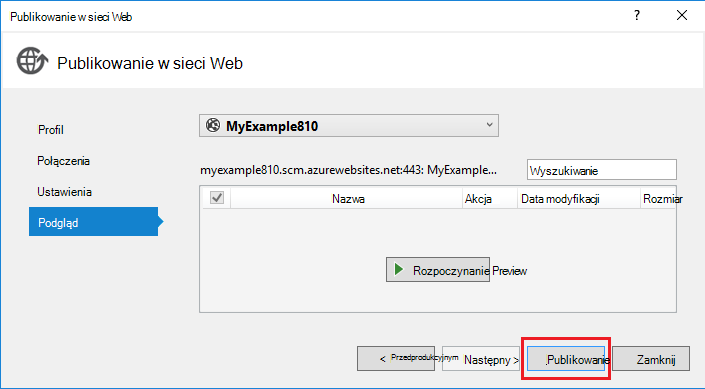 Publikowanie w sieci Web
?
Publikowanie w sieci Web
Profil
Połączenia
Ustawienia
Podgląd
MyExample810
myexample810.scm.azurewebsites.net:443: MyExample...
Wyszukiwanie
Nazwa Akcja Data modyfikacji Rozmiar
Rozpoczynanie Preview
< Przedprodukcyjnym Następny > Publikowanie Zamknij